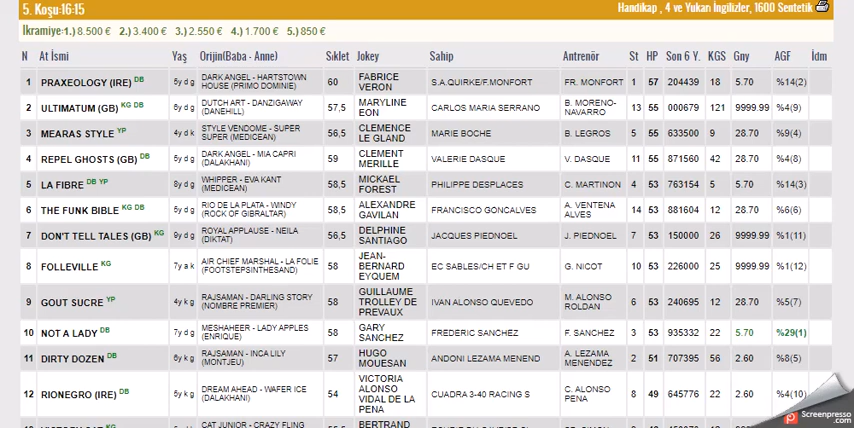 5. Koşu:16:15 Handikap , 4 ve Yukarı İngilizler, 1600 Sentetik
İkramiye:1.) 8.500 € 2.) 3.400 € 3.) 2.550 € 4.) 1.700 € 5.) 850 €
N At İsmi Yaş Orijin(Baba - Anne) Sıklet Jokey Sahip Antrenör St HP Son 6 Y. KGS Gny AGF İdm
1 PRAXEOLOGY (IRE) DB 5y d g DARK ANGEL - HARTSTOWN HOUSE (PRIMO DOMINIE) 60 FABRICE VERON S.A.QUIRKE/F.MONFORT FR. MONFORT 1 57 204439 18 5.70 %14(2)
2 ULTIMATUM (GB) KG DB 8y d g DUTCH ART - DANZIGAWAY (DANEHILL) 57,5 MARYLINE EON CARLOS MARIA SERRANO B. MORENO-NAVARRO 13 55 000679 121 9999.99 %4(9)
3 MEARAS STYLE YP 4y d k STYLE VENDOME - SUPER SUPER (MEDICEAN) 56,5 CLEMENCE LE GLAND MARIE BOCHE B. LEGROS 5 55 633500 9 28.70 %9(4)
4 REPEL GHOSTS (GB) DB 5y d g DARK ANGEL - MIA CAPRI (DALAKHANI) 59 CLEMENT MERILLE VALERIE DASQUE V. DASQUE 11 55 871560 42 28.70 %4(8)
5 LA FIBRE DB YP 8y d g WHIPPER - EVA KANT (MEDICEAN) 58,5 MICKAEL FOREST PHILIPPE DESPLACES C. MARTINON 4 53 763154 5 5.70 %14(3)
6 THE FUNK BIBLE KG DB 5y d g RIO DE LA PLATA - WINDY (ROCK OF GIBRALTAR) 58,5 ALEXANDRE GAVILAN FRANCISCO GONCALVES A. VENTENA ALVES 14 53 881604 12 28.70 %6(6)
7 DON'T TELL TALES (GB) KG 9y d g ROYAL APPLAUSE - NEILA (DIKTAT) 56,5 DELPHINE SANTIAGO JACQUES PIEDNOEL J. PIEDNOEL 7 53 150000 26 9999.99 %1(11)
8 FOLLEVILLE KG 7y a k AIR CHIEF MARSHAL - LA FOLIE (FOOTSTEPSINTHESAND) 58 JEAN-BERNARD EYQUEM EC SABLES/CH ET F GU G. NICOT 10 53 226000 25 9999.99 %1(12)
9 GOUT SUCRE YP 4y k g RAJSAMAN - DARLING STORY (NOMBRE PREMIER) 58 GUILLAUME TROLLEY DE PREVAUX IVAN ALONSO QUEVEDO M. ALONSO ROLDAN 6 53 240695 12 28.70 %5(7)
10 NOT A LADY DB 7y d g MESHAHEER - LADY APPLES (ENRIQUE) 58 GARY SANCHEZ FREDERIC SANCHEZ F. SANCHEZ 3 53 935332 22 5.70 %29(1)
11 DIRTY DOZEN DB 6y k g RAJSAMAN - INCA LILY (MONTJEU) 57 HUGO MOUESAN ANDONI LEZAMA MENEND A. LEZAMA MENENDEZ 2 51 707395 56 2.60 %8(5)
12 RIONEGRO (IRE) DB 5y d g DREAM AHEAD - WAFER ICE (DALAKHANI) 54 VICTORIA ALONSO VIDAL DE LA PENA CUADRA 3-40 RACING S C. ALONSO PENA 8 49 645776 22 2.60 %4(10)
CAT JUNIOR - CRAZY FLING BERTRAND
Screenpresso
.com